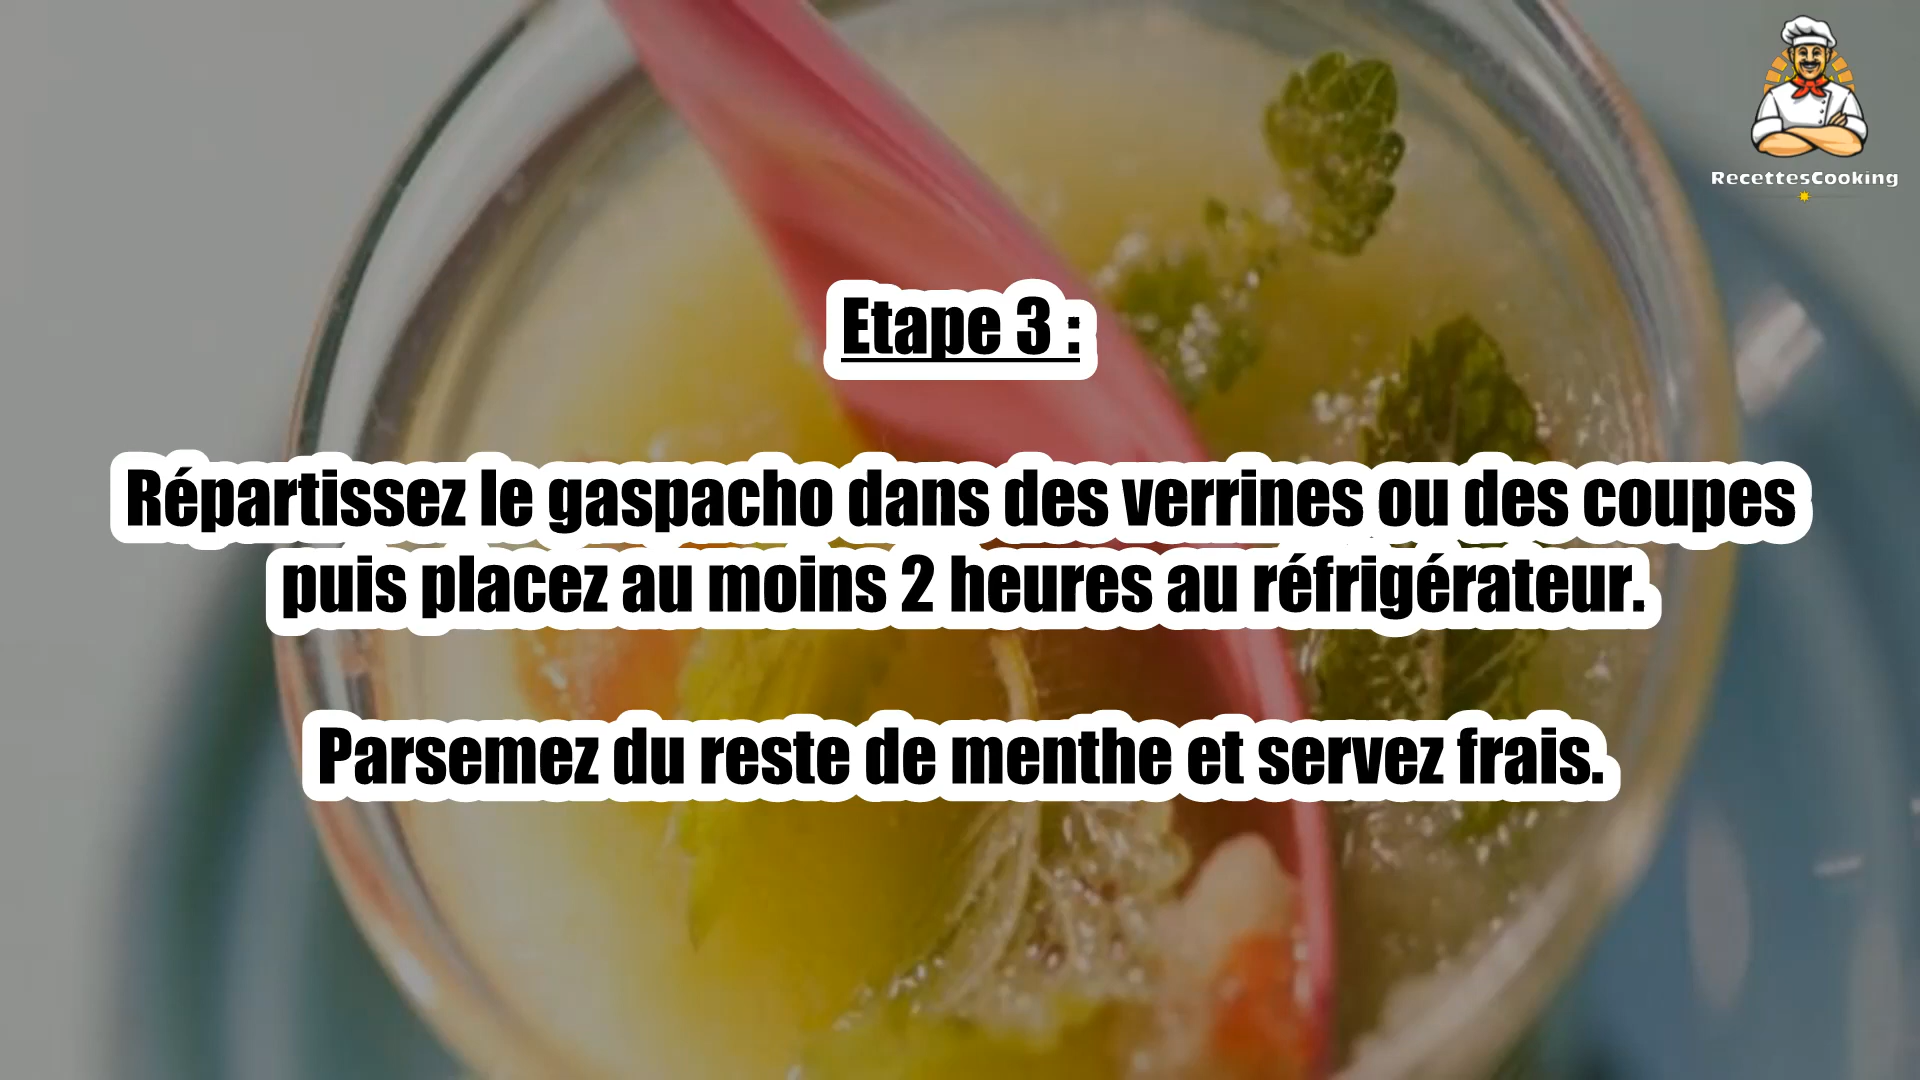 RecettesCooking
Etape 3 :
Répartissez le gaspacho dans des verrines ou des coupes
puis placez au moins 2 heures au réfrigérateur.
Parsemez du reste de menthe et servez frais.